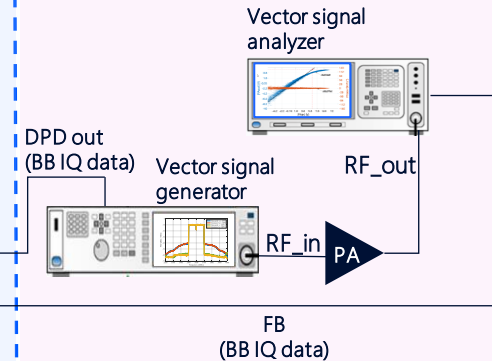 Vector signal
analyzer
DPD out
(BB IQ data)
Vector signal
generator
RF_out
RF_in
PA
FB
(BB IQ data)